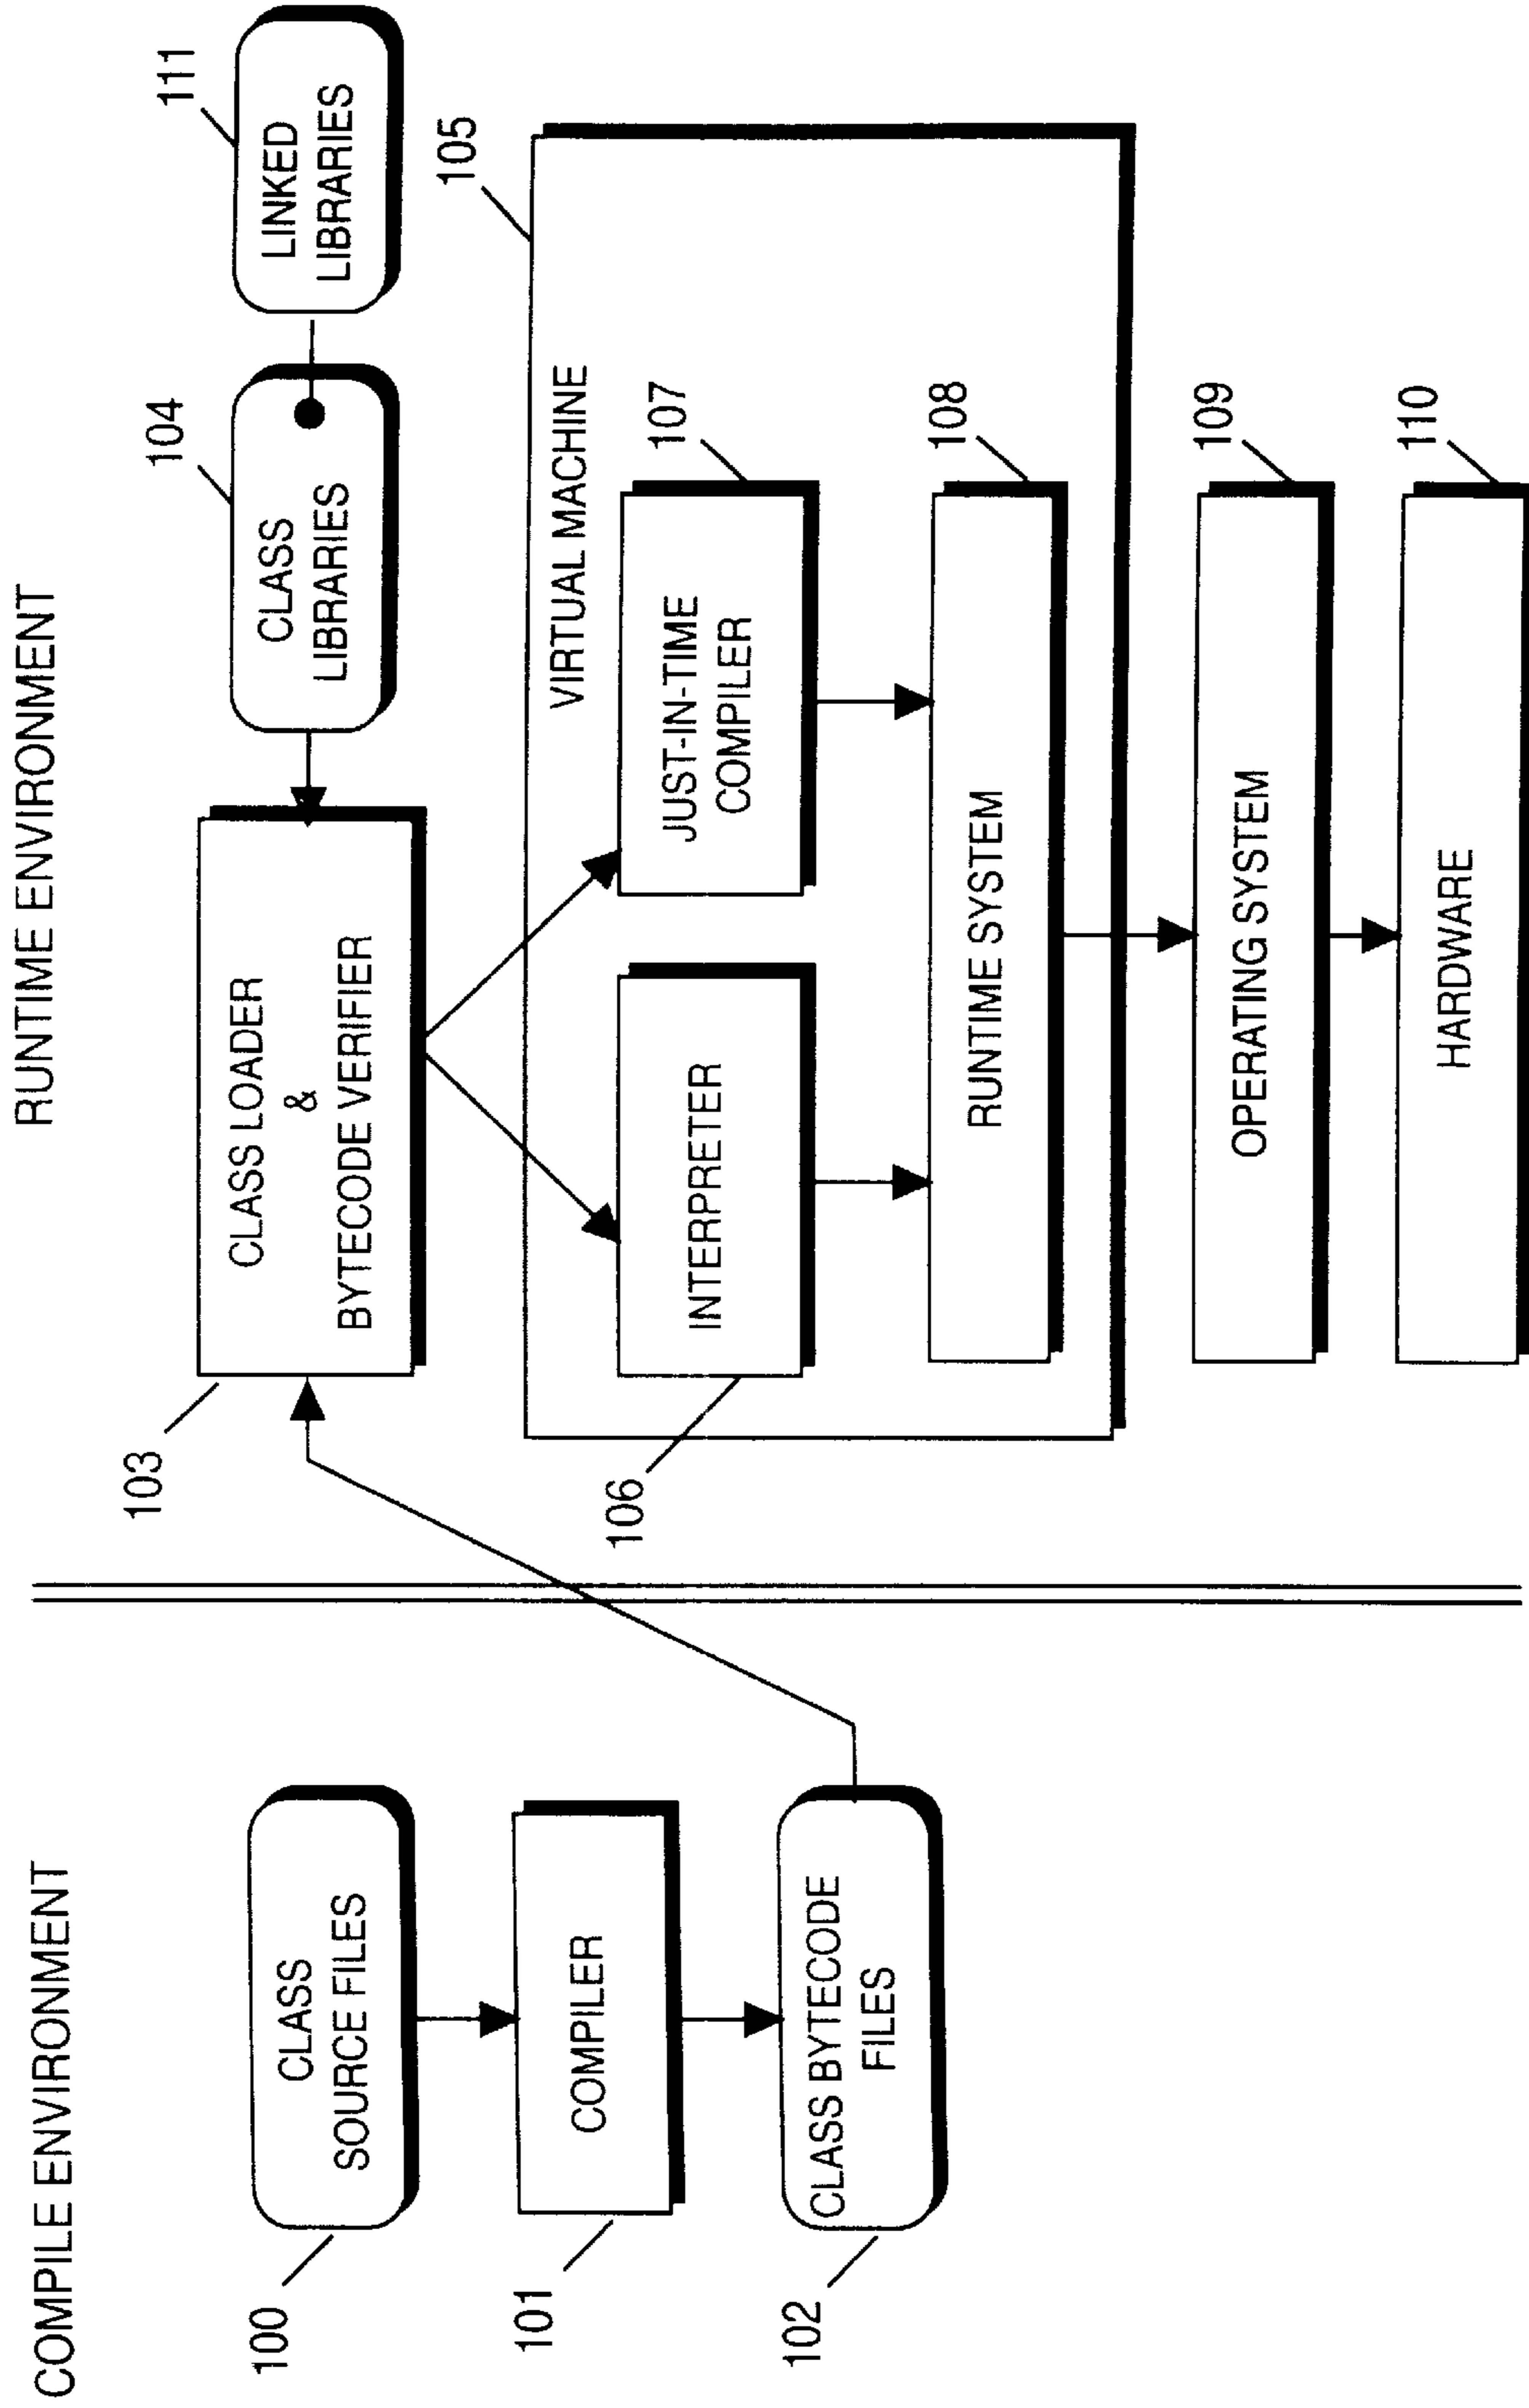 COMPILE ENVIRONMENT
100
CLASS
SOURCE FILES
101
COMPILER
102
CLASS BYTECODE
FILES
RUNTIME ENVIRONMENT
103
CLASS LOADER
&
BYTECODE VERIFIER
104
CLASS
LIBRARIES
111
LINKED
LIBRARIES
105
VIRTUAL MACHINE
106
INTERPRETER
107
JUST-IN-TIME
COMPILER
108
RUNTIME SYSTEM
109
OPERATING SYSTEM
110
HARDWARE